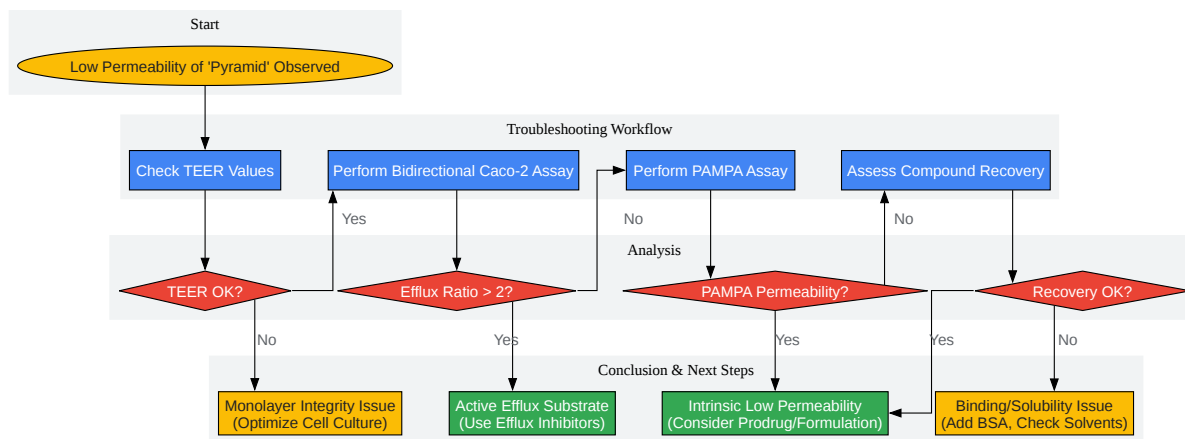 Start
Low Permeability of 'Pyramid' Observed
Troubleshooting Workflow
Check TEER Values
Perform Bidirectional Caco-2 Assay
Perform PAMPA Assay
Assess Compound Recovery
Yes
No
No
Analysis
TEER OK?
Efflux Ratio > 2?
PAMPA Permeability?
Recovery OK?
No
Yes
Yes
Yes
No
Conclusion & Next Steps
Monolayer Integrity Issue
(Optimize Cell Culture)
Active Efflux Substrate
(Use Efflux Inhibitors)
Intrinsic Low Permeability
(Consider Prodrug/Formulation)
Binding/Solubility Issue
(Add BSA, Check Solvents)